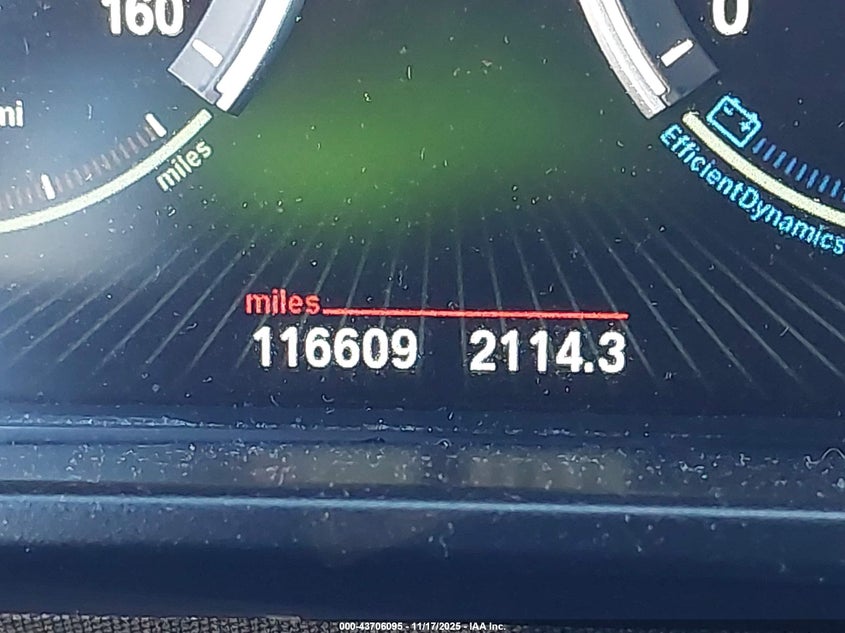 160
0
mi
miles
EfficientDynamics
miles
116609 2114.3
000-43706095 - 11/17/2025 - IAA Inc.